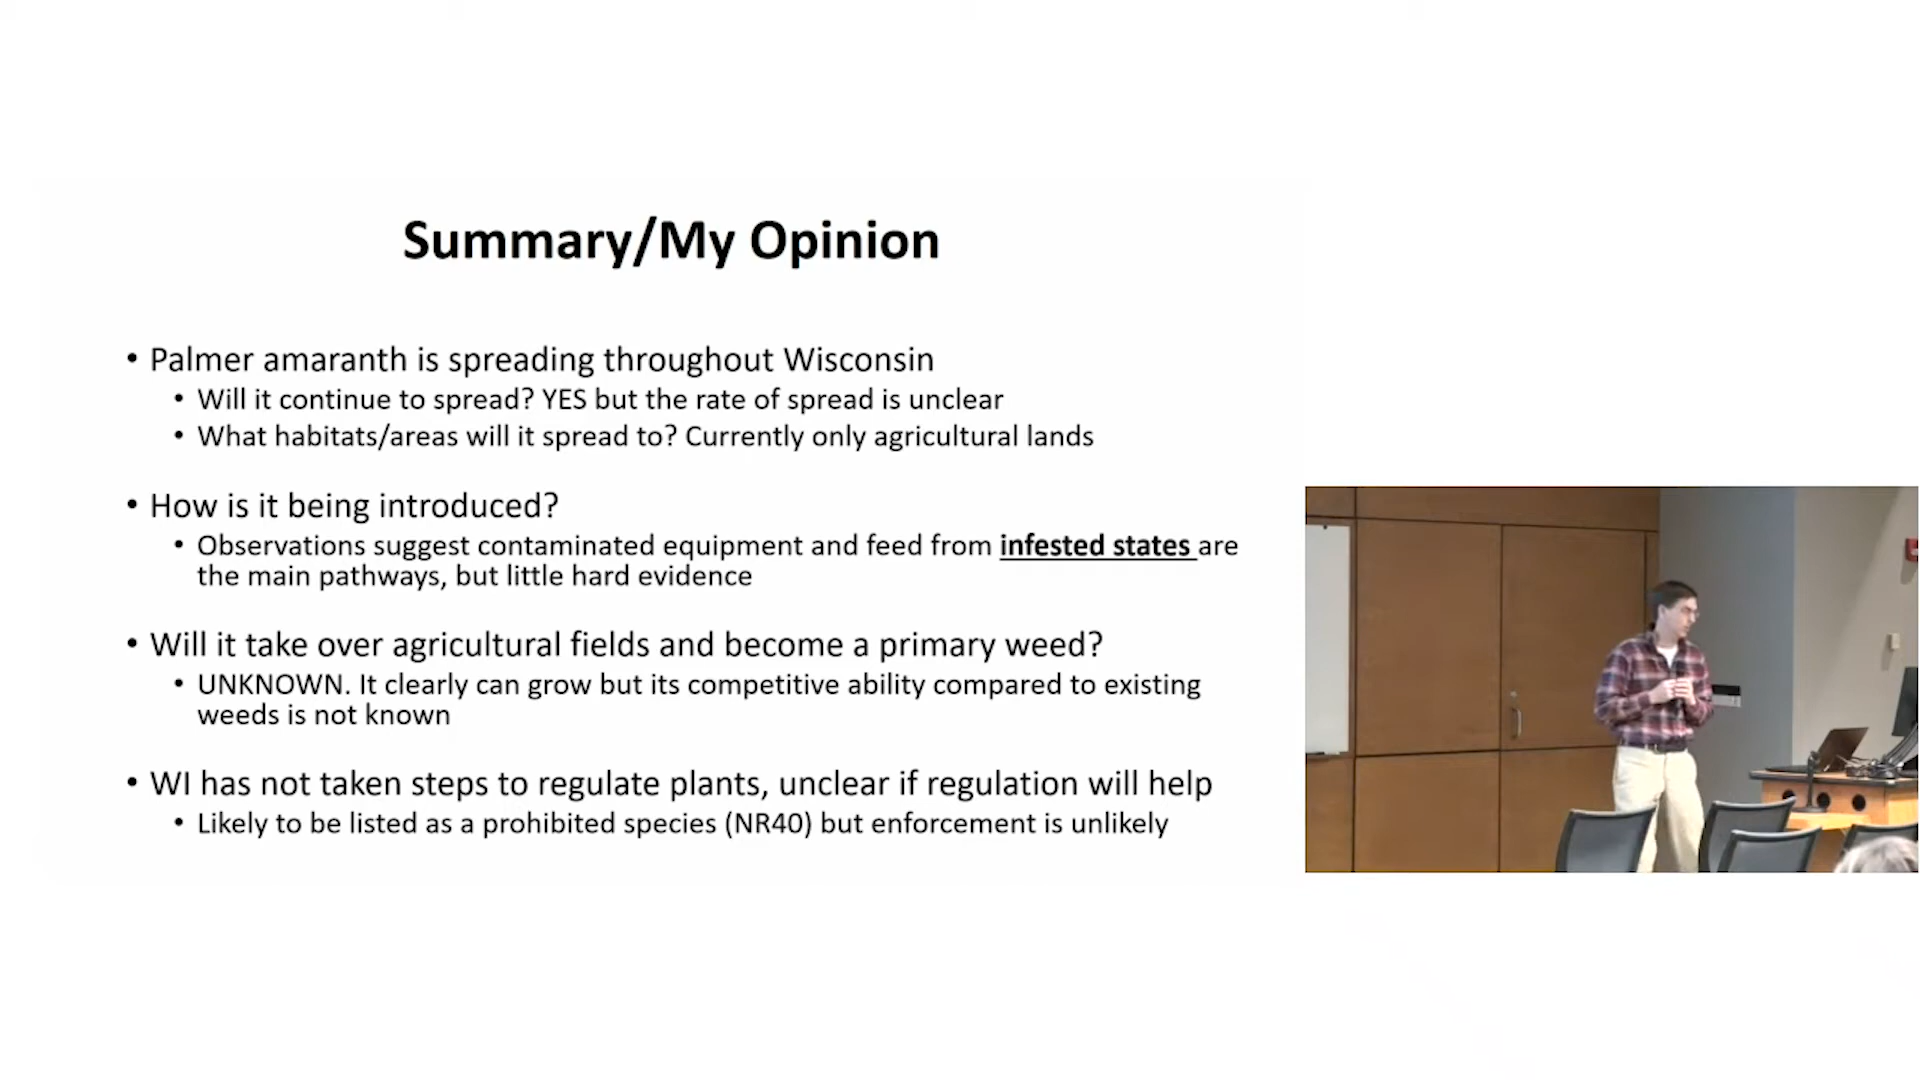 Summary/My Opinion
• Palmer amaranth is spreading throughout Wisconsin
• Will it continue to spread? YES but the rate of spread is unclear
• What habitats/areas will it spread to? Currently only agricultural lands
• How is it being introduced?
• Observations suggest contaminated equipment and feed from infested states are
the main pathways, but little hard evidence
• Will it take over agricultural fields and become a primary weed?
• UNKNOWN. It clearly can grow but its competitive ability compared to existing
weeds is not known
• WI has not taken steps to regulate plants, unclear if regulation will help
• Likely to be listed as a prohibited species (NR40) but enforcement is unlikely